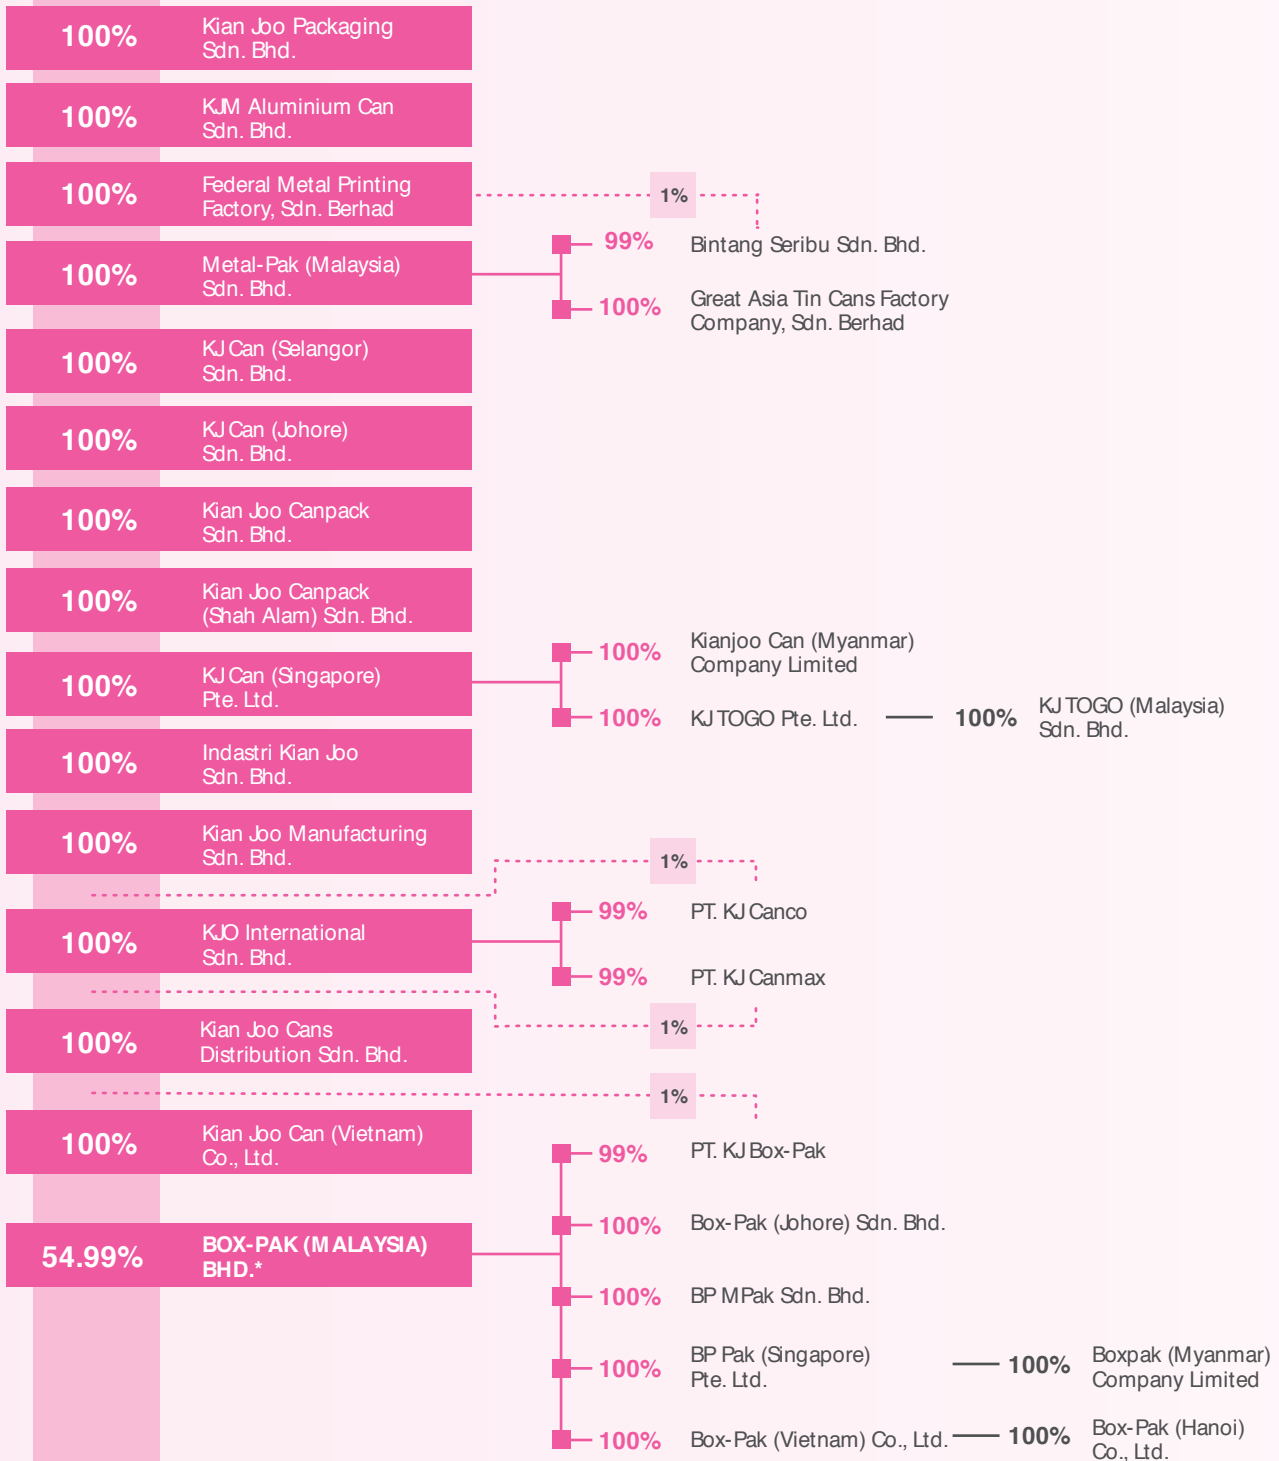 100%
Kian Joo Packaging
Sdn. Bhd.
100%
KJM Aluminium Can
Sdn. Bhd.
100%
Federal Metal Printing
Factory, Sdn. Berhad
1%
100%
Metal-Pak (Malaysia)
Sdn. Bhd.
99%
Bintang Seribu Sdn. Bhd.
100%
Great Asia Tin Cans Factory
Company, Sdn. Berhad
100%
KJ Can (Selangor)
Sdn. Bhd.
100%
KJ Can (Johore)
Sdn. Bhd.
100%
Kian Joo Canpack
Sdn. Bhd.
100%
Kian Joo Canpack
(Shah Alam) Sdn. Bhd.
100%
KJ Can (Singapore)
Pte. Ltd.
100%
Kianjoo Can (Myanmar)
Company Limited
100%
KJ TOGO Pte. Ltd.
100%
KJ TOGO (Malaysia)
Sdn. Bhd.
100%
Indastri Kian Joo
Sdn. Bhd.
100%
Kian Joo Manufacturing
Sdn. Bhd.
1%
100%
KJO International
Sdn. Bhd.
99%
PT. KJ Canco
99%
PT. KJ Canmax
1%
100%
Kian Joo Cans
Distribution Sdn. Bhd.
1%
100%
Kian Joo Can (Vietnam)
Co., Ltd.
54.99%
BOX-PAK (MALAYSIA)
BHD.*
99%
PT. KJ Box-Pak
100%
Box-Pak (Johore) Sdn. Bhd.
100%
BP MPak Sdn. Bhd.
100%
BP Pak (Singapore)
Pte. Ltd.
100%
Boxpak (Myanmar)
Company Limited
100%
Box-Pak (Vietnam) Co., Ltd.
100%
Box-Pak (Hanoi)
Co., Ltd.